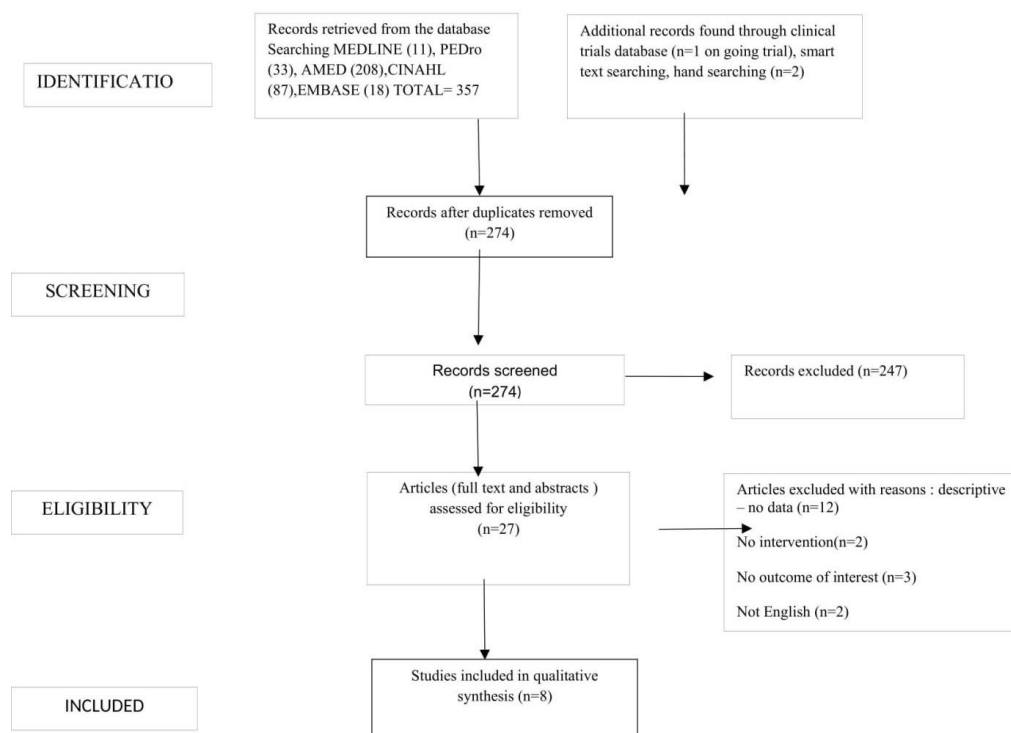 IDENTIFICATIO
Records retrieved from the database
Searching MEDLINE (11), PEDro
(33), AMED (208),CINAHL
(87),EMBASE (18) TOTAL= 357
Additional records found through clinical
trials database (n=1 on going trial), smart
text searching, hand searching (n=2)
Records after duplicates removed
(n=274)
SCREENING
Records screened
(n=274)
Records excluded (n=247)
ELIGIBILITY
Articles (full text and abstracts )
assessed for eligibility
(n=27)
Articles excluded with reasons : descriptive
– no data (n=12)
No intervention(n=2)
No outcome of interest (n=3)
Not English (n=2)
Studies included in qualitative
synthesis (n=8)
INCLUDED